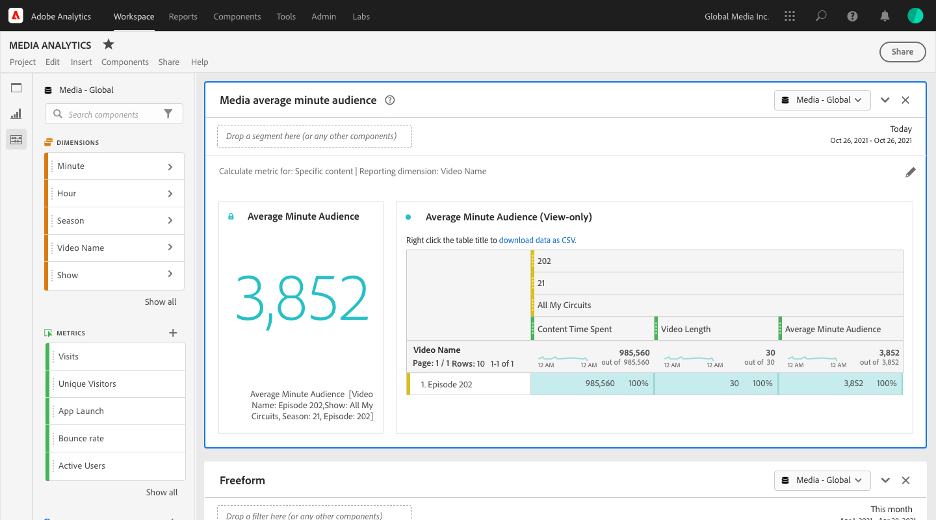 Adobe Analytics Workspace Reports Components Tools Admin Labs Global Media Inc.
MEDIA ANALYTICS
Project Edit Insert Components Share Help
Share
Media - Global
Search components
DIMENSIONS
Minute
Hour
Season
Video Name
Show
Show all
METRICS
Visits
Unique Visitors
App Launch
Bounce rate
Active Users
Show all
Media average minute audience
Media - Global
Drop a segment here (or any other components)
Today
Oct 26, 2021 - Oct 26, 2021
Calculate metric for: Specific content | Reporting dimension: Video Name
Average Minute Audience
3,852
Average Minute Audience [Video
Name: Episode 202,Show: All My
Circuits, Season: 21, Episode: 202]
Average Minute Audience (View-only)
Right click the table title to download data as CSV.
202
21
All My Circuits
Content Time Spent Video Length Average Minute Audience
Video Name
Page: 1 / 1 Rows: 10 1-1 of 1
12 AM 12 AM
985,560
out of 985,560
12 AM 12 AM
30
out of 30
12 AM 12 AM
3,852
out of 3,852
1. Episode 202 985,560 100% 30 100% 3,852 100%
Freeform
Media - Global
Drop a filter here (or any other components)
This month